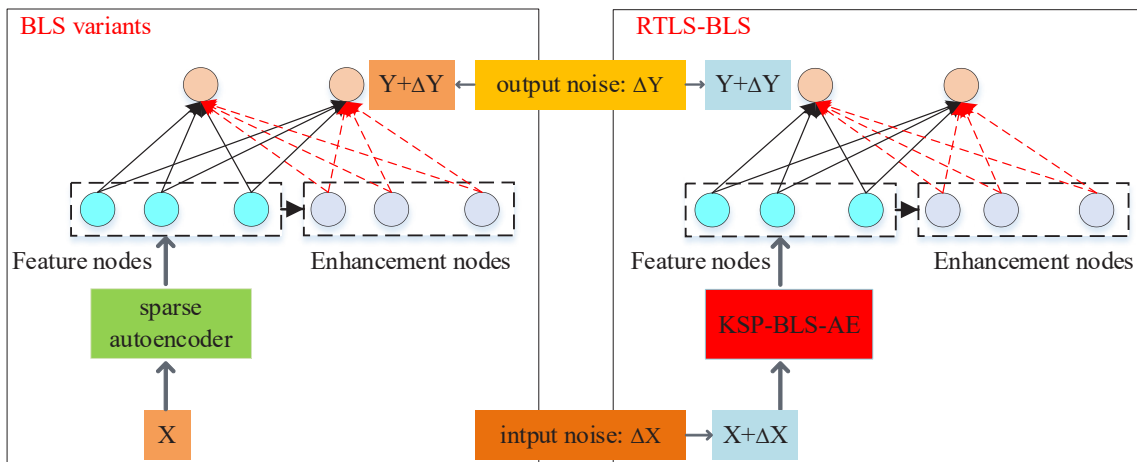 BLS variants
RTLS-BLS
Y+ΔY
output noise: ΔY
Y+ΔY
Feature nodes
Enhancement nodes
Feature nodes
Enhancement nodes
sparse
autoencoder
KSP-BLS-AE
X
intput noise: ΔX
X+ΔX